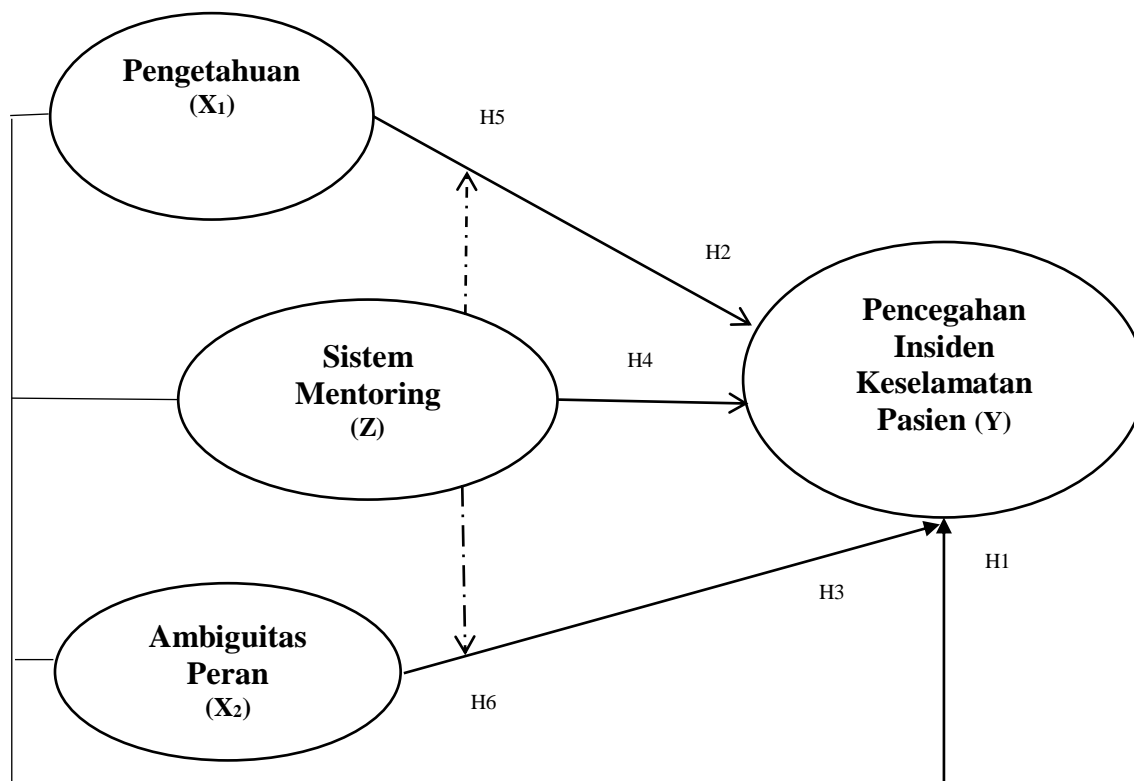 Pengetahuan
(X1)
H5
H2
Sistem
Mentoring
(Z)
H4
Pencegahan
Insiden
Keselamatan
Pasien (Y)
H1
H3
Ambiguitas
Peran
(X2)
H6